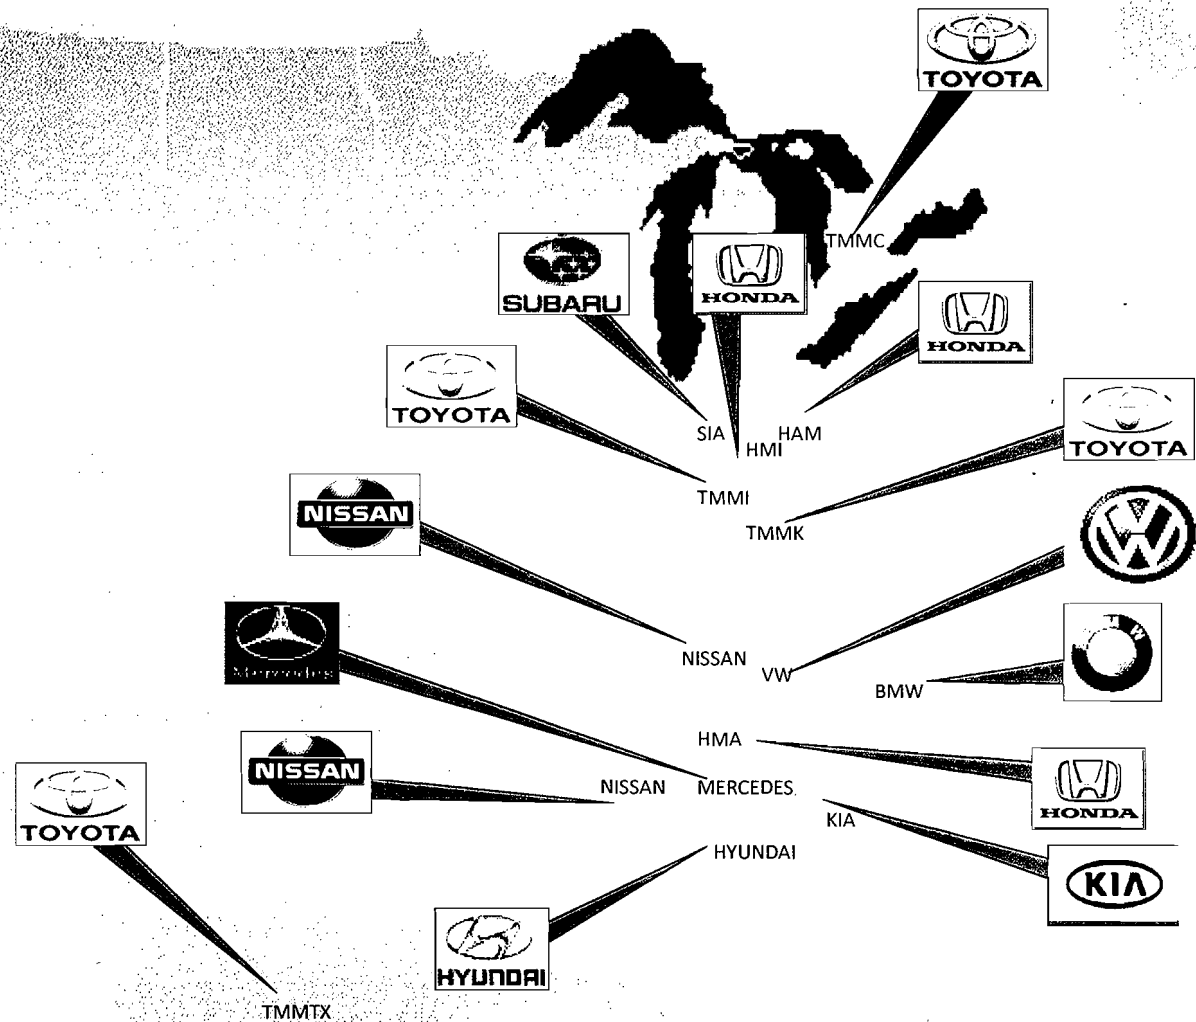 TOYOTA
TMMC
SUBARU
HONDA
HONDA
TOYOTA
SIA
HMI
HAM
TOYOTA
TMMI
TMMK
NISSAN
NISSAN
VW
BMW
Mercedes
HMA
NISSAN
NISSAN
MERCEDES
HONDA
TOYOTA
KIA
KIA
HYUNDAI
HYUNDAI
TMMTX